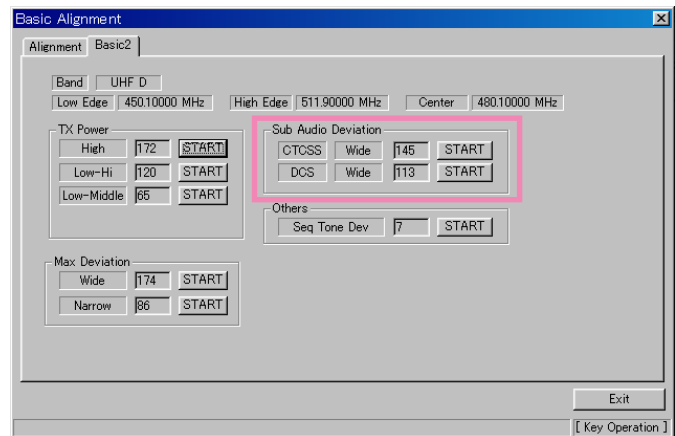 Basic Alignment
Alignment Basic2
Band UHF D
Low Edge 450.10000 MHz High Edge 511.90000 MHz Center 480.10000 MHz
TX Power
High 172 START
Low-Hi 120 START
Low-Middle 65 START
Sub Audio Deviation
CTCSS Wide 145 START
DCS Wide 113 START
Others
Seq Tone Dev 7 START
Max Deviation
Wide 174 START
Narrow 86 START
Exit
[ Key Operation ]